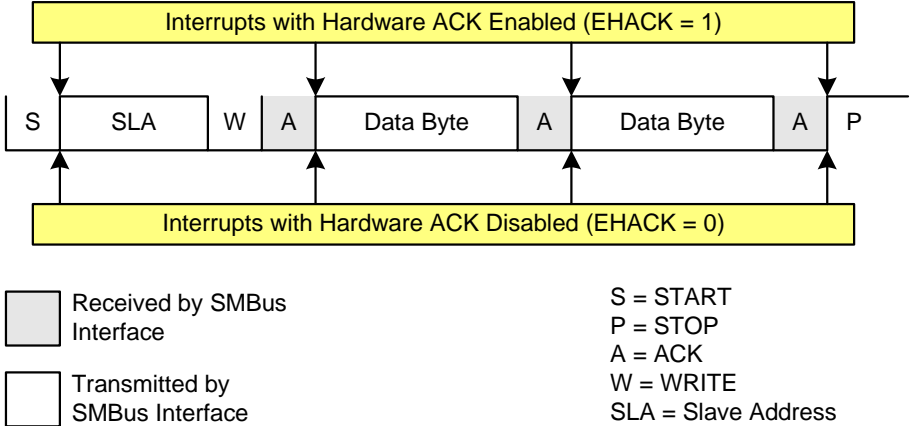 Interrupts with Hardware ACK Enabled (EHACK = 1)
S SLA W A Data Byte A Data Byte A P
Interrupts with Hardware ACK Disabled (EHACK = 0)
Received by SMBus
Interface
Transmitted by
SMBus Interface
S = START
P = STOP
A = ACK
W = WRITE
SLA = Slave Address